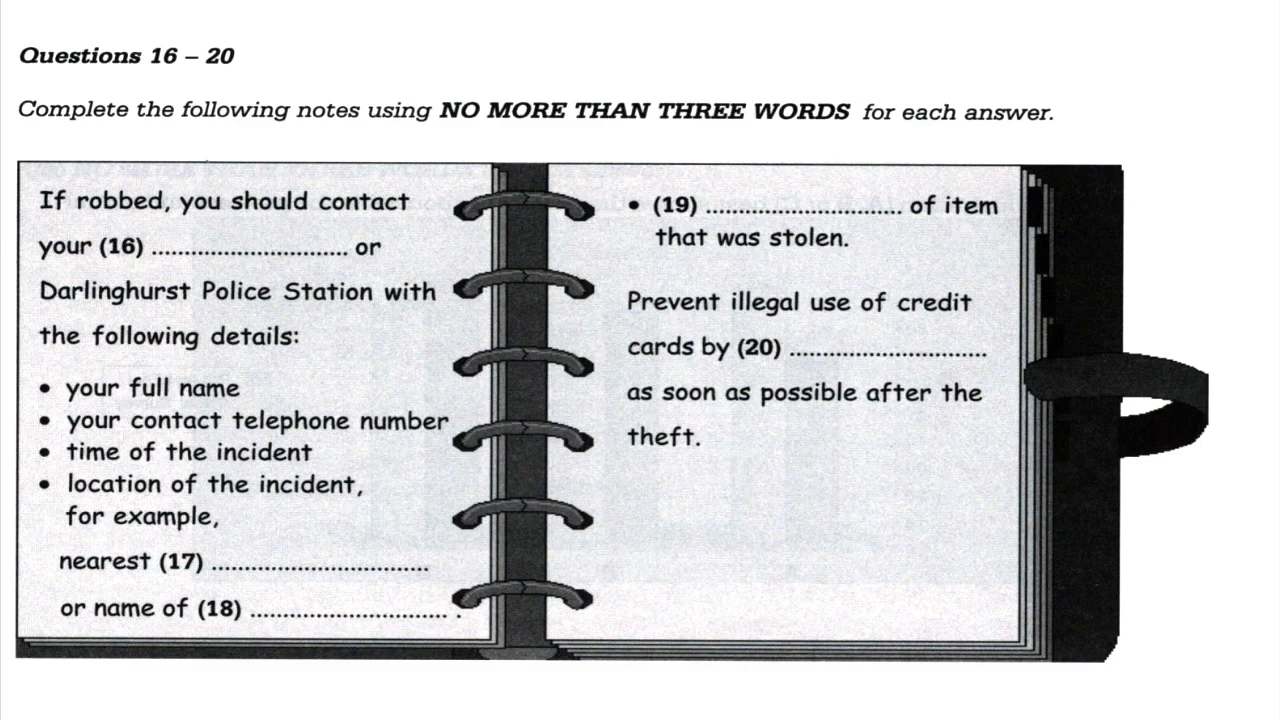 Questions 16 – 20
Complete the following notes using NO MORE THAN THREE WORDS for each answer.
If robbed, you should contact
your (16) .............................. or
Darlinghurst Police Station with
the following details:
• your full name
• your contact telephone number
• time of the incident
• location of the incident,
for example,
nearest (17) .................................
or name of (18) .............................. .
• (19) .............................. of item
that was stolen.
Prevent illegal use of credit
cards by (20) ..............................
as soon as possible after the
theft.